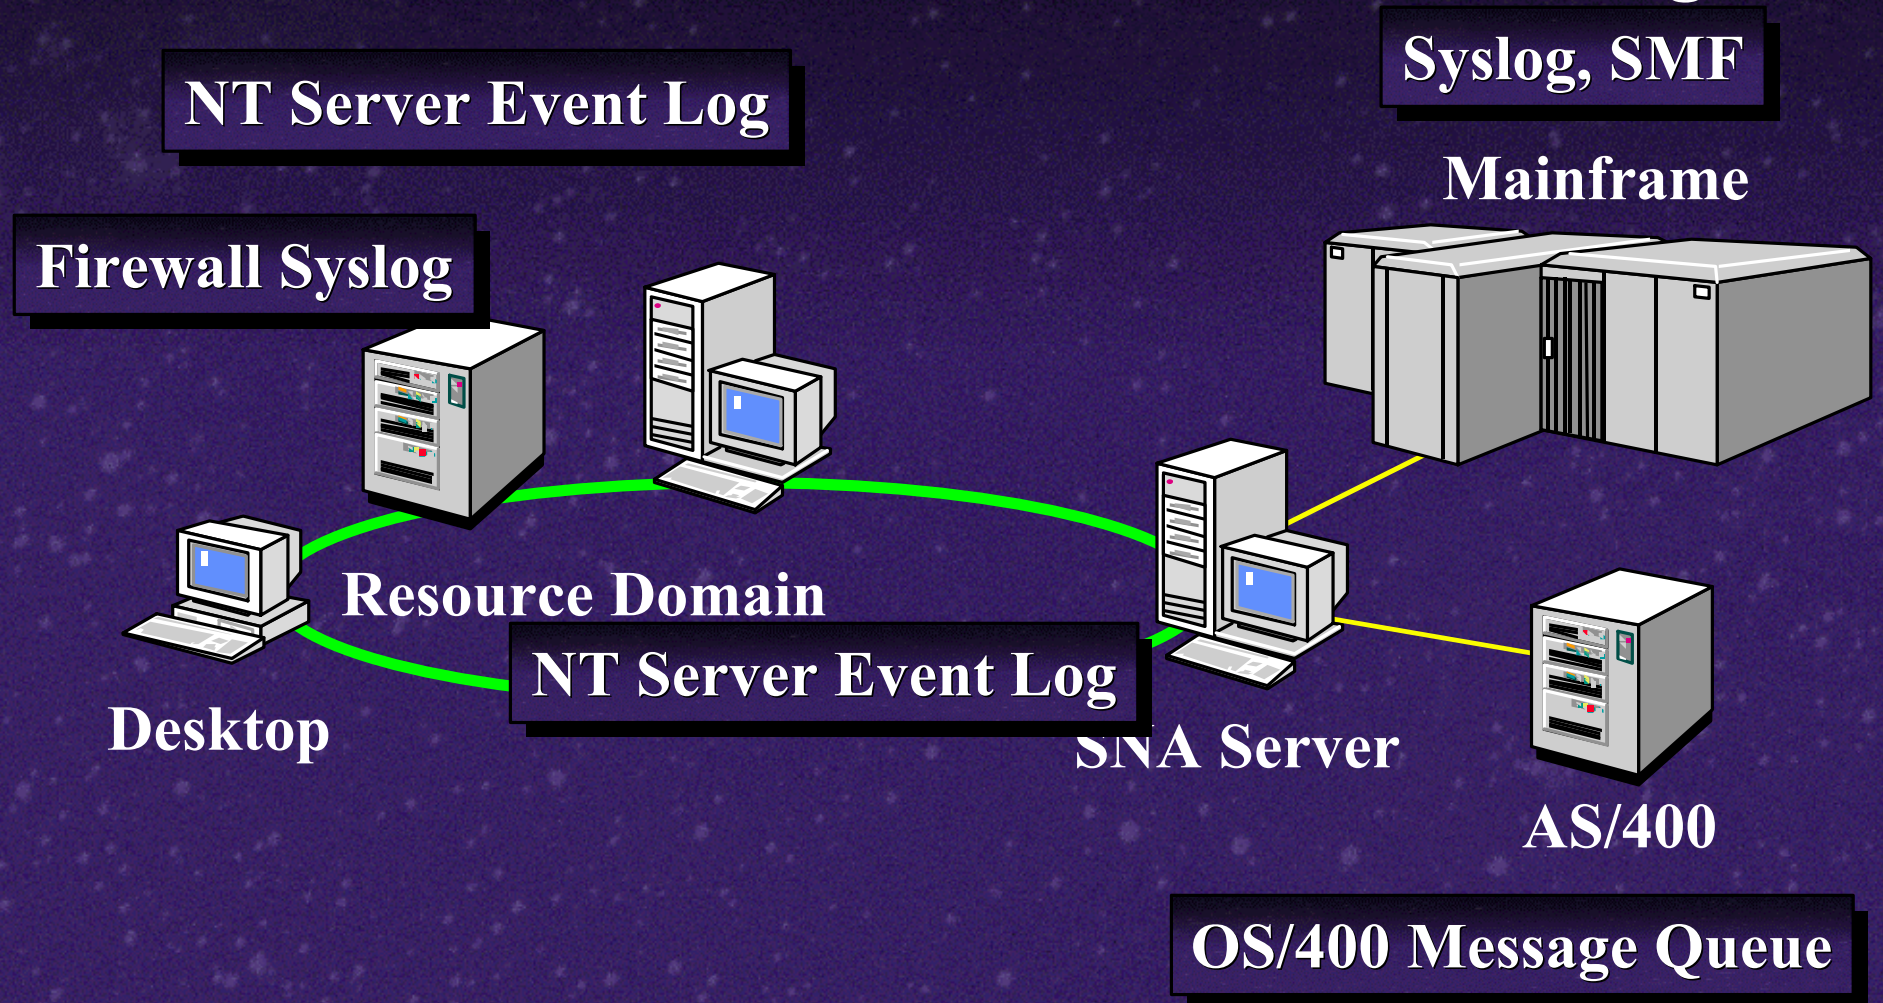 Syslog, SMF
NT Server Event Log
Mainframe
Firewall Syslog
Resource Domain
NT Server Event Log
Desktop
SNA Server
AS/400
OS/400 Message Queue